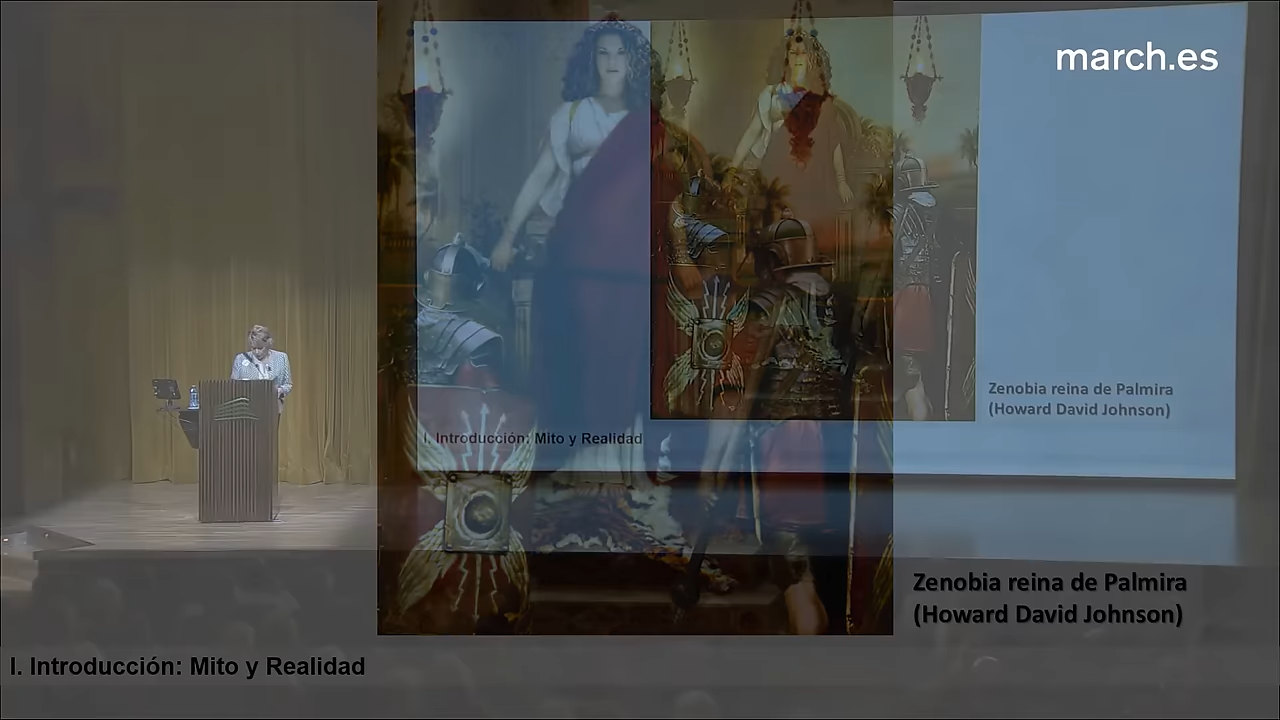 march.es
Zenobia reina de Palmira
(Howard David Johnson)
I. Introducción: Mito y Realidad
Zenobia reina de Palmira
(Howard David Johnson)
I. Introducción: Mito y Realidad